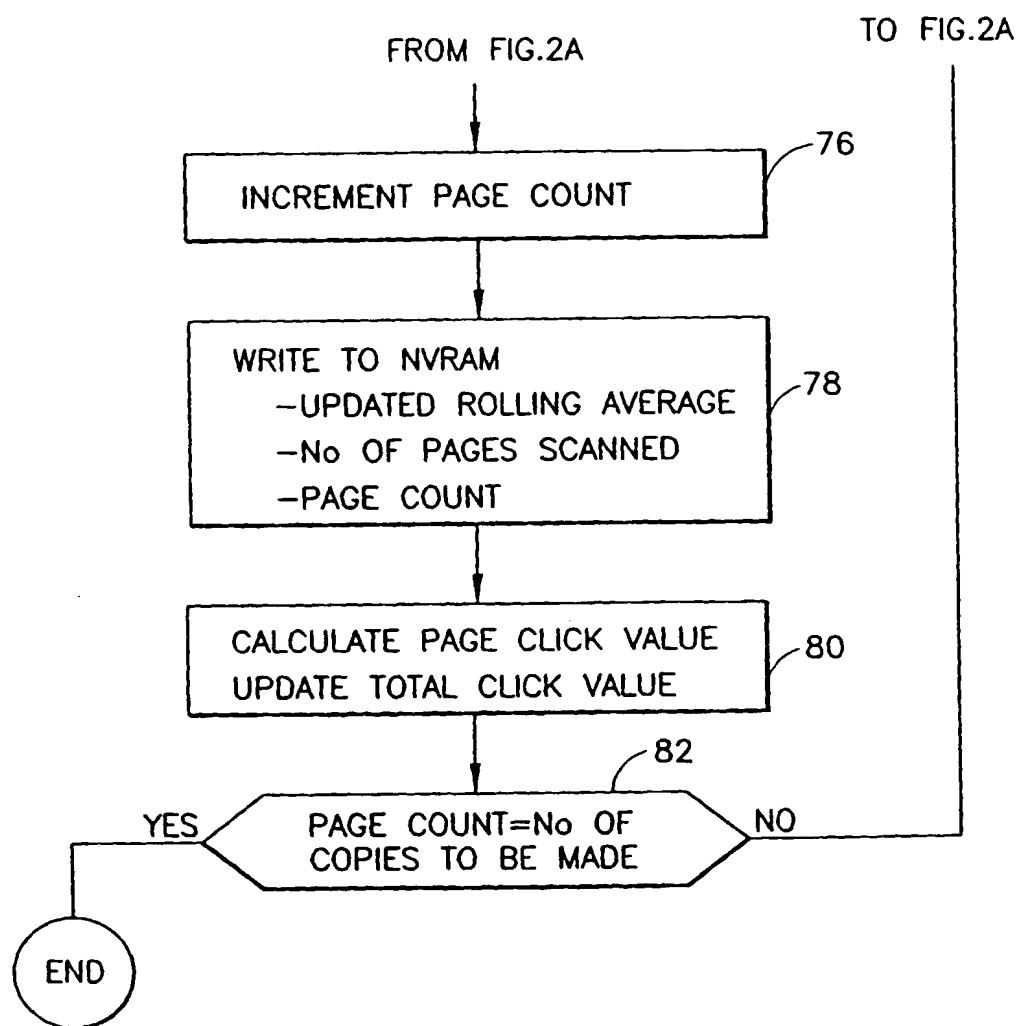 TO FIG.2A
FROM FIG.2A
76
INCREMENT PAGE COUNT
WRITE TO NVRAM
-UPDATED ROLLING AVERAGE
78
-No OF PAGES SCANNED
-PAGE COUNT
CALCULATE PAGE CLICK VALUE
80
UPDATE TOTAL CLICK VALUE
82
YES
PAGE COUNT=No OF
NO
COPIES TO BE MADE
END